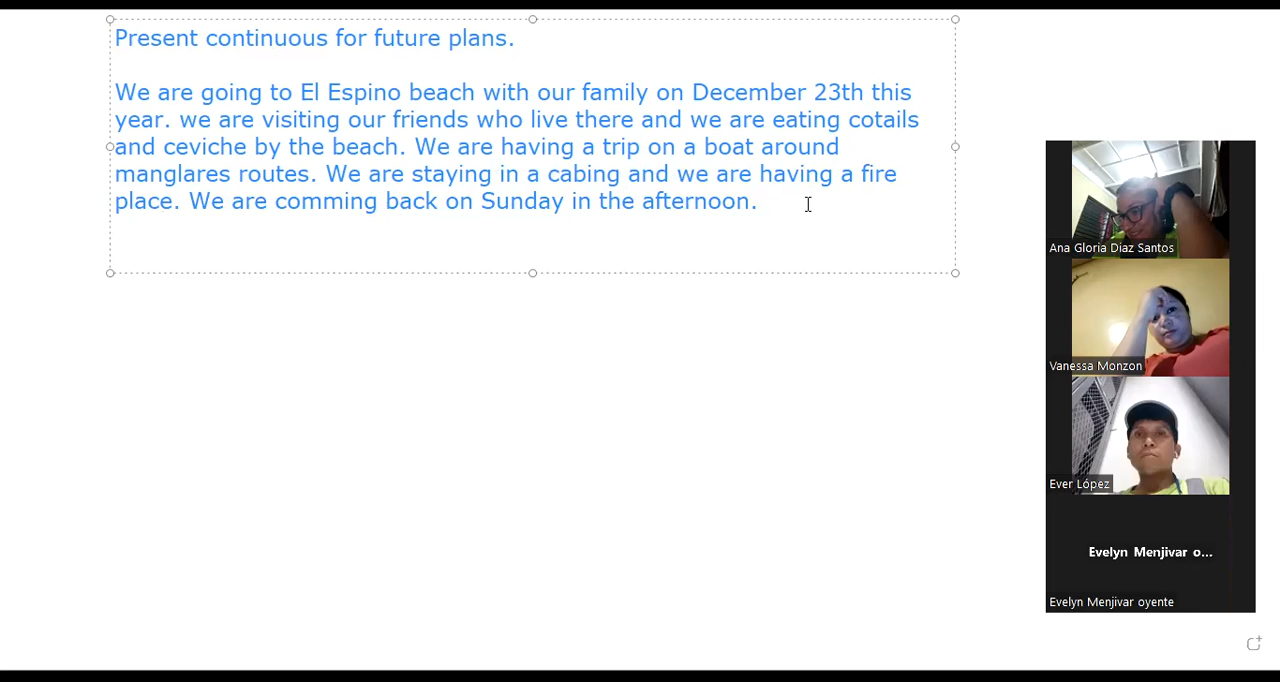 Present continuous for future plans.
We are going to El Espino beach with our family on December 23th this
year. we are visiting our friends who live there and we are eating cotails
and ceviche by the beach. We are having a trip on a boat around
manglares routes. We are staying in a cabing and we are having a fire
place. We are comming back on Sunday in the afternoon.
Ana Gloria Diaz Santos
Vanessa Monzon
Ever López
Evelyn Menjivar o...
Evelyn Menjivar oyente